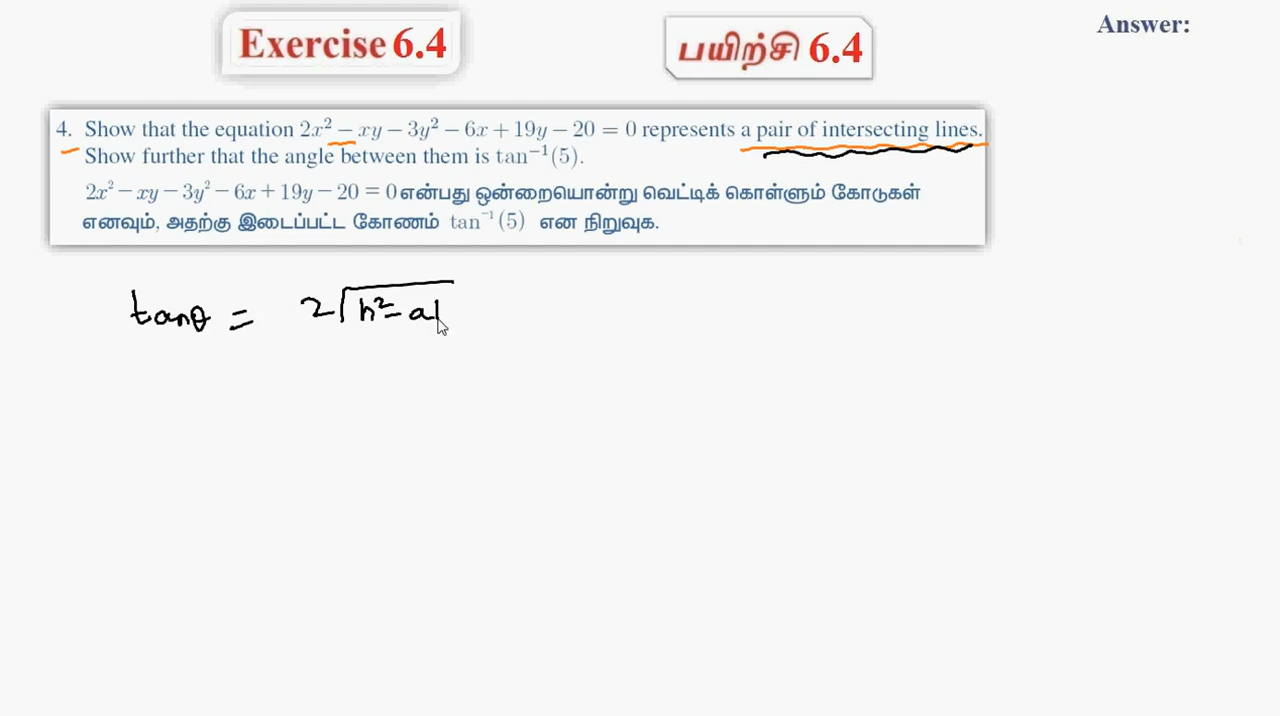 Exercise 6.4
பயிற்சி 6.4
Answer:
4. Show that the equation 2x² − xy − 3y² − 6x + 19y − 20 = 0 represents a pair of intersecting lines.
Show further that the angle between them is tan⁻¹(5).
2x² − xy − 3y² − 6x + 19y − 20 = 0 என்பது ஒன்றையொன்று வெட்டிக் கொள்ளும் கோடுகள்
எனவும், அதற்கு இடைப்பட்ட கோணம் tan⁻¹(5) என நிறுவுக.
tanθ = 2√h²−a